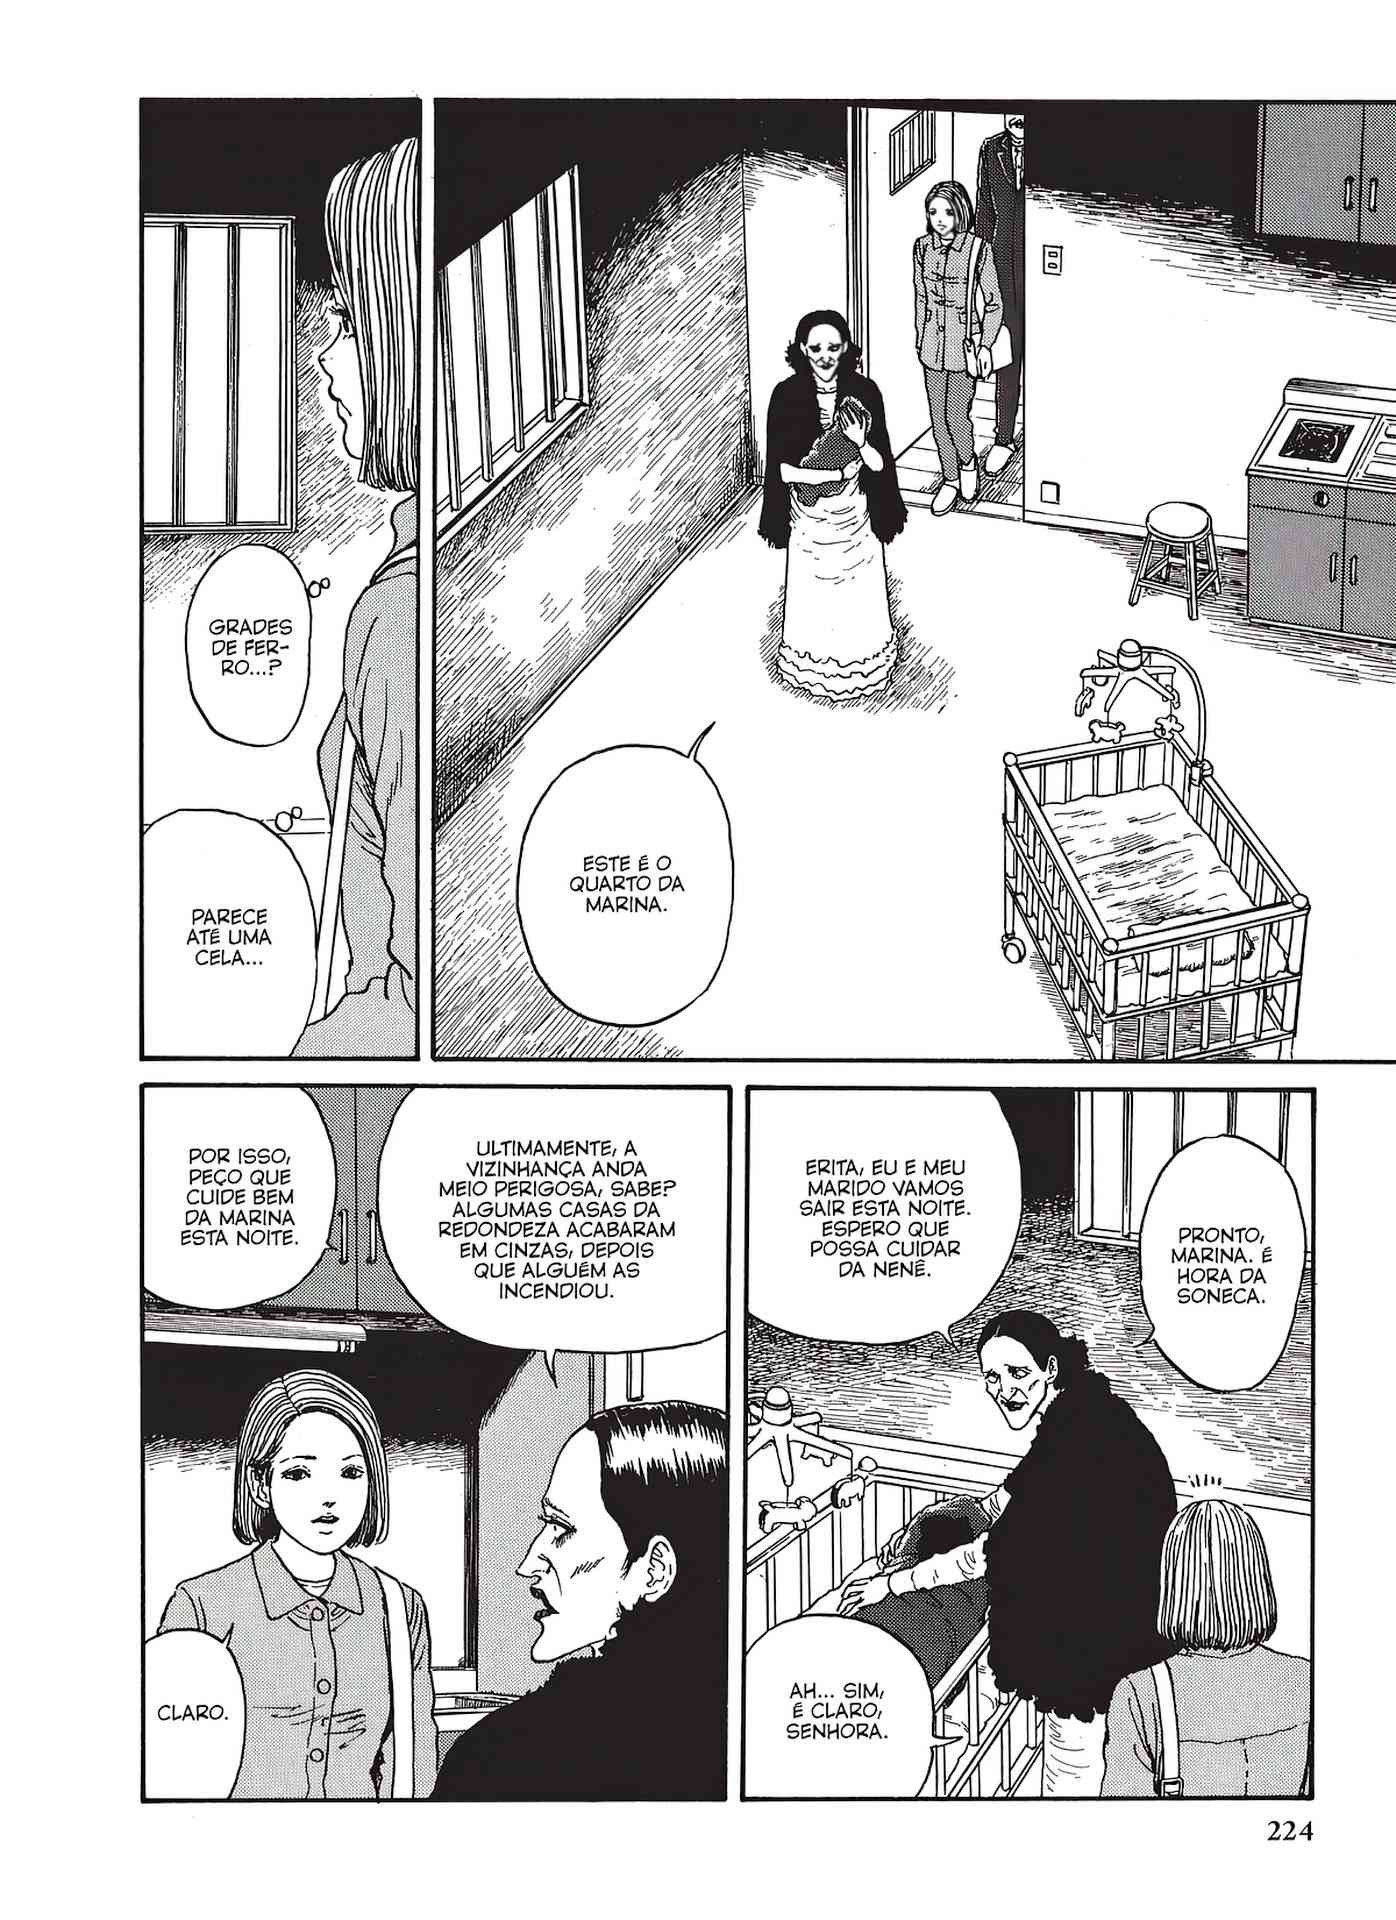 ESTE É O
QUARTO DA
MARINA.
GRADES
DE FER-
RO...?
PARECE
ATÉ UMA
CELA...
PRONTO,
MARINA. É
HORA DA
SONECA.
ERITA, EU E MEU
MARIDO VAMOS
SAIR ESTA NOITE.
ESPERO QUE
POSSA CUIDAR
DA NENÊ.
AH... SIM,
É CLARO,
SENHORA.
ULTIMAMENTE, A
VIZINHANÇA ANDA
MEIO PERIGOSA, SABE?
ALGUMAS CASAS DA
REDONDEZA ACABARAM
EM CINZAS, DEPOIS
QUE ALGUÉM AS
INCENDIOU.
POR ISSO,
PEÇO QUE
CUIDE BEM
DA MARINA
ESTA NOITE.
CLARO.
224